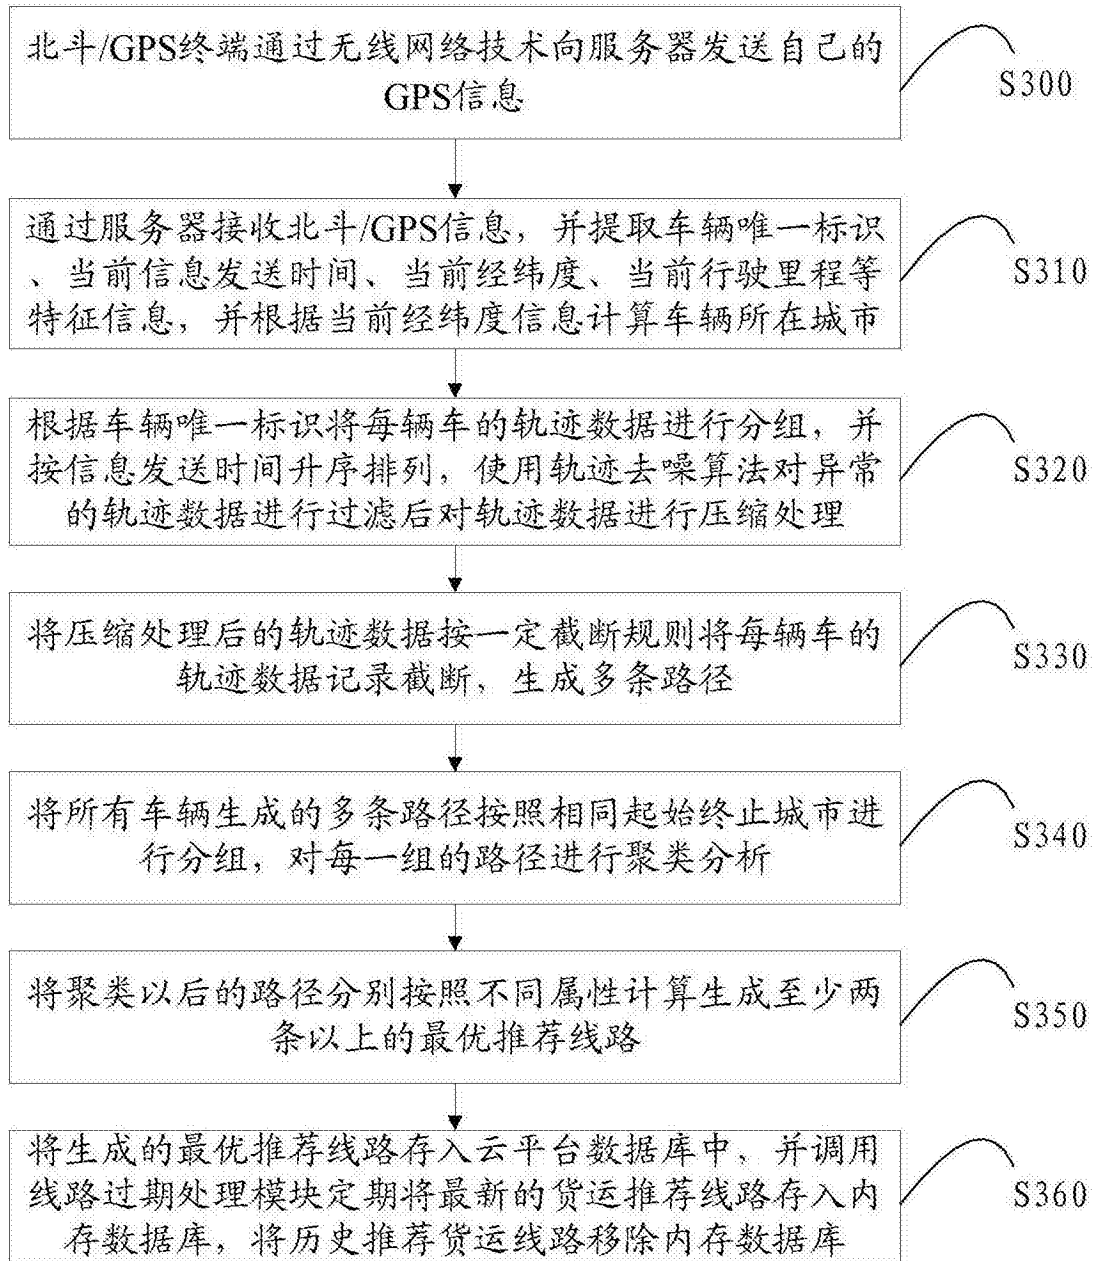 北斗/GPS终端通过无线网络技术向服务器发送自己的
GPS信息
S300
通过服务器接收北斗/GPS信息，并提取车辆唯一标识
、当前信息发送时间、当前经纬度、当前行驶里程等
特征信息，并根据当前经纬度信息计算车辆所在城市
S310
根据车辆唯一标识将每辆车的轨迹数据进行分组，并
按信息发送时间升序排列，使用轨迹去噪算法对异常
的轨迹数据进行过滤后对轨迹数据进行压缩处理
S320
将压缩处理后的轨迹数据按一定截断规则将每辆车的
轨迹数据记录截断，生成多条路径
S330
将所有车辆生成的多条路径按照相同起始终止城市进
行分组，对每一组的路径进行聚类分析
S340
将聚类以后的路径分别按照不同属性计算生成至少两
条以上的最优推荐线路
S350
将生成的最优推荐线路存入云平台数据库中，并调用
线路过期处理模块定期将最新的货运推荐线路存入内
存数据库，将历史推荐货运线路移除内存数据库
S360